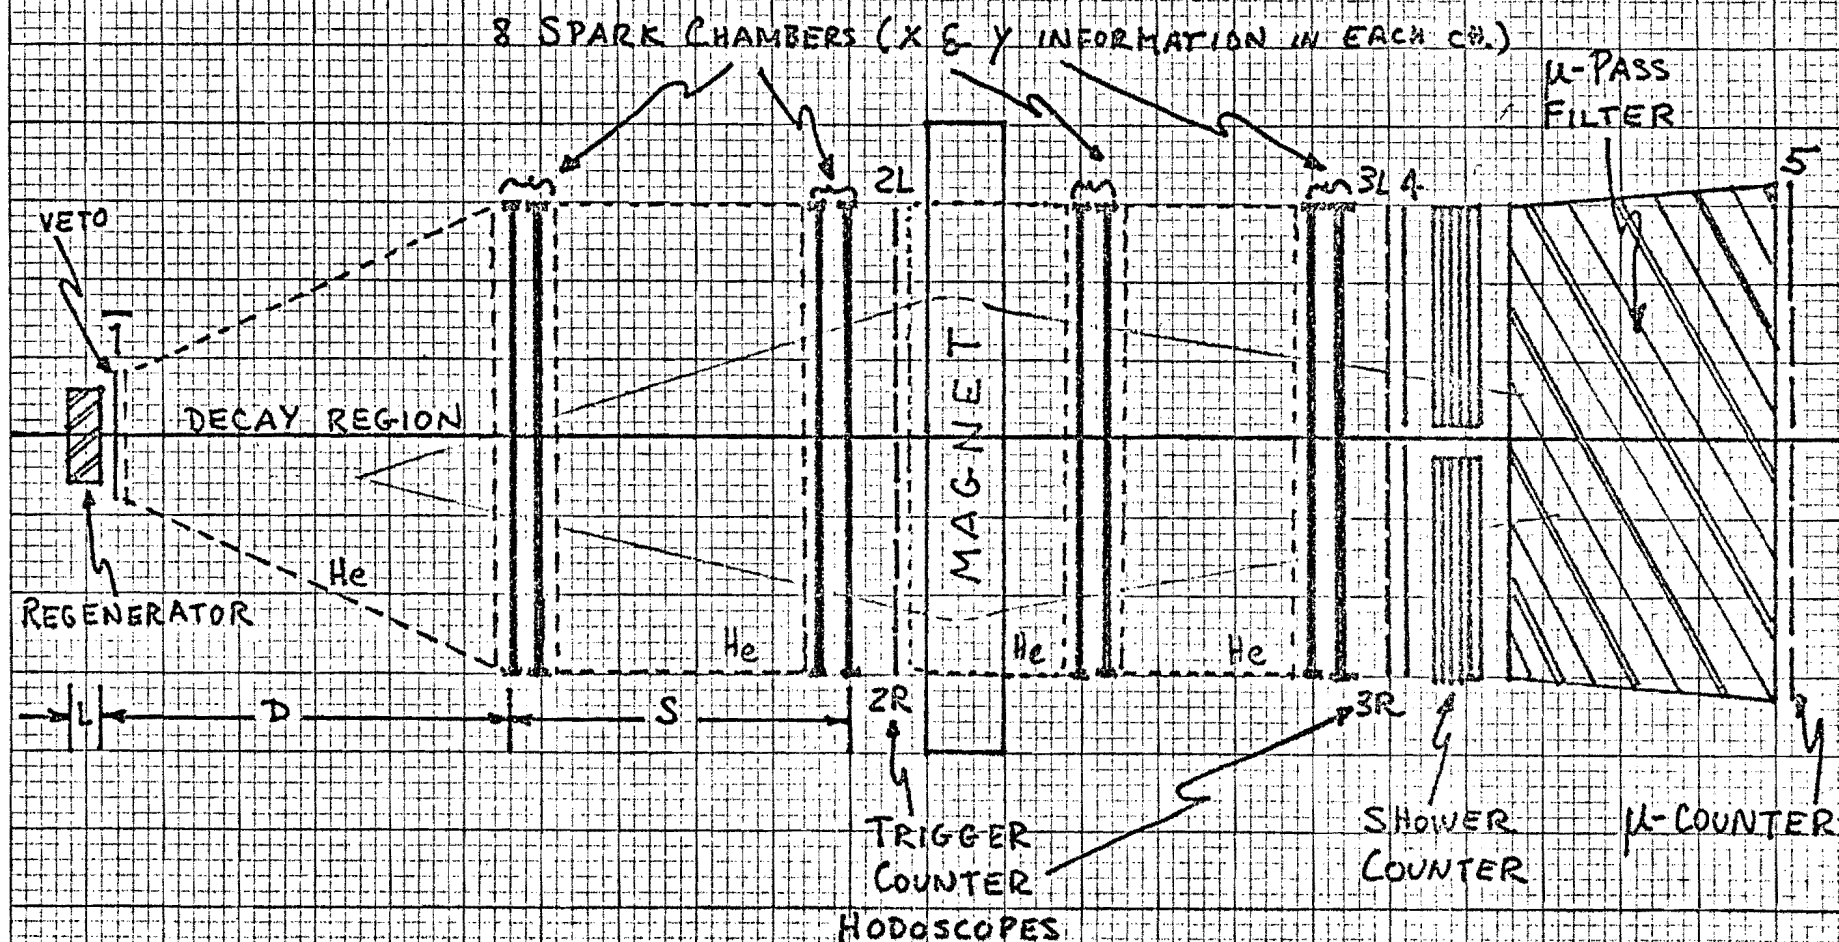 8 SPARK CHAMBERS (X & Y INFORMATION IN EACH CH.)
μ-PASS
FILTER
5
2L
3L 4
VETO
1
DECAY REGION
MAGNET
He
He
He
He
REGENERATOR
L
D
S
2R
3R
TRIGGER
COUNTER
HODOSCOPES
SHOWER
COUNTER
μ-COUNTER